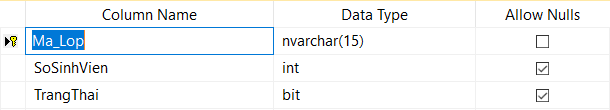 Column Name Data Type Allow Nulls
Ma_Lop nvarchar(15)
SoSinhVien int
TrangThai bit